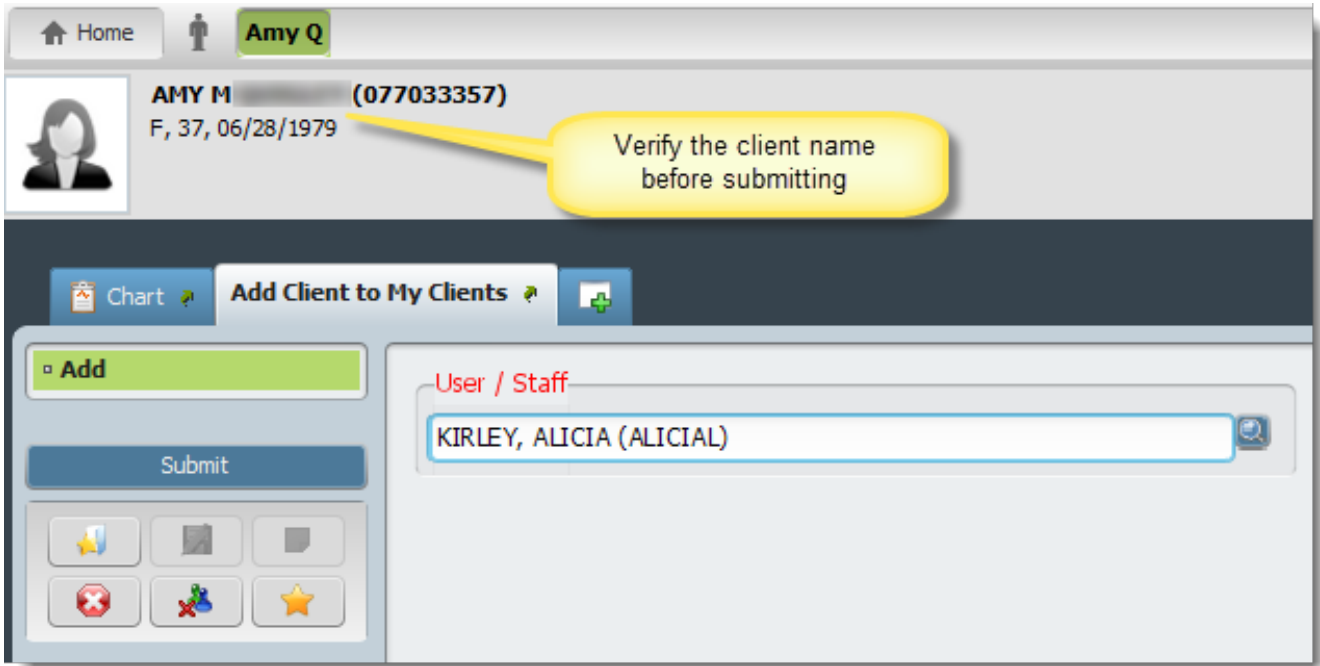 Home Amy Q
AMY M (077033357)
F, 37, 06/28/1979
Verify the client name
before submitting
Chart Add Client to My Clients
Add
User / Staff
KIRLEY, ALICIA (ALICIAL)
Submit